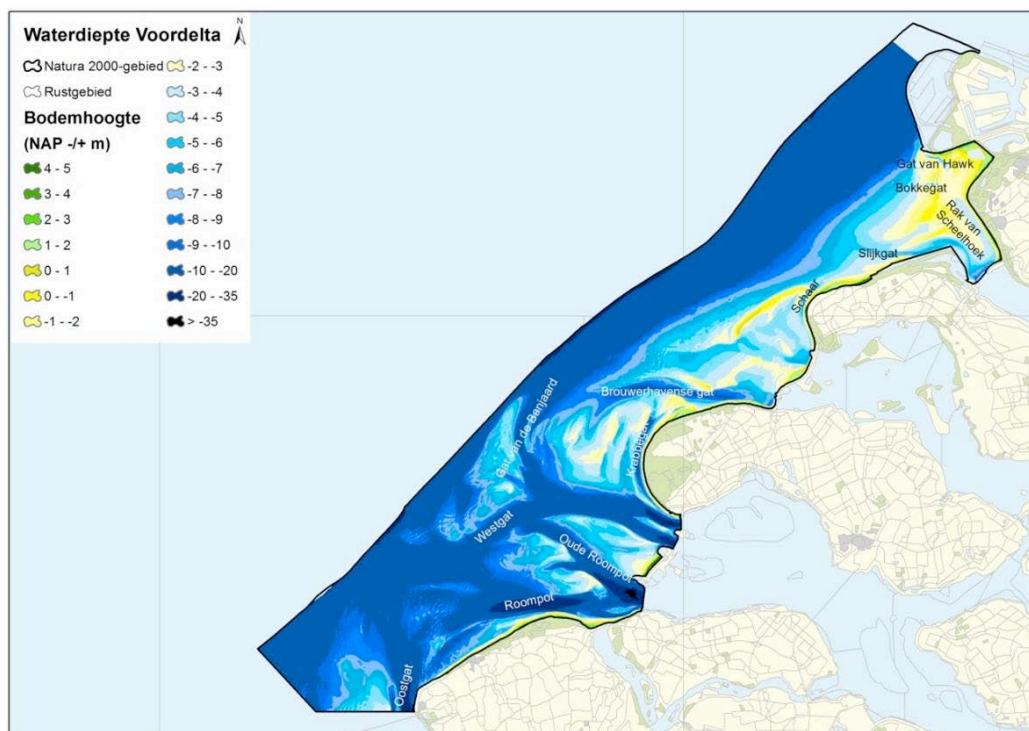 Waterdiepte Voordelta
N
Natura 2000-gebied
Rustgebied
Bodemhoogte
(NAP -/+ m)
4 - 5
3 - 4
2 - 3
1 - 2
0 - 1
0 - -1
-1 - -2
-2 - -3
-3 - -4
-4 - -5
-5 - -6
-6 - -7
-7 - -8
-8 - -9
-9 - -10
-10 - -20
-20 - -35
> -35
Gat van Hawk
Bokkegat
Rak van
Scheelhoek
Slijkgat
Schaar
Brouwerhavense gat
Krabbegat
Gat van de Banjaard
Westgat
Oude Roompot
Roompot
Oostgat